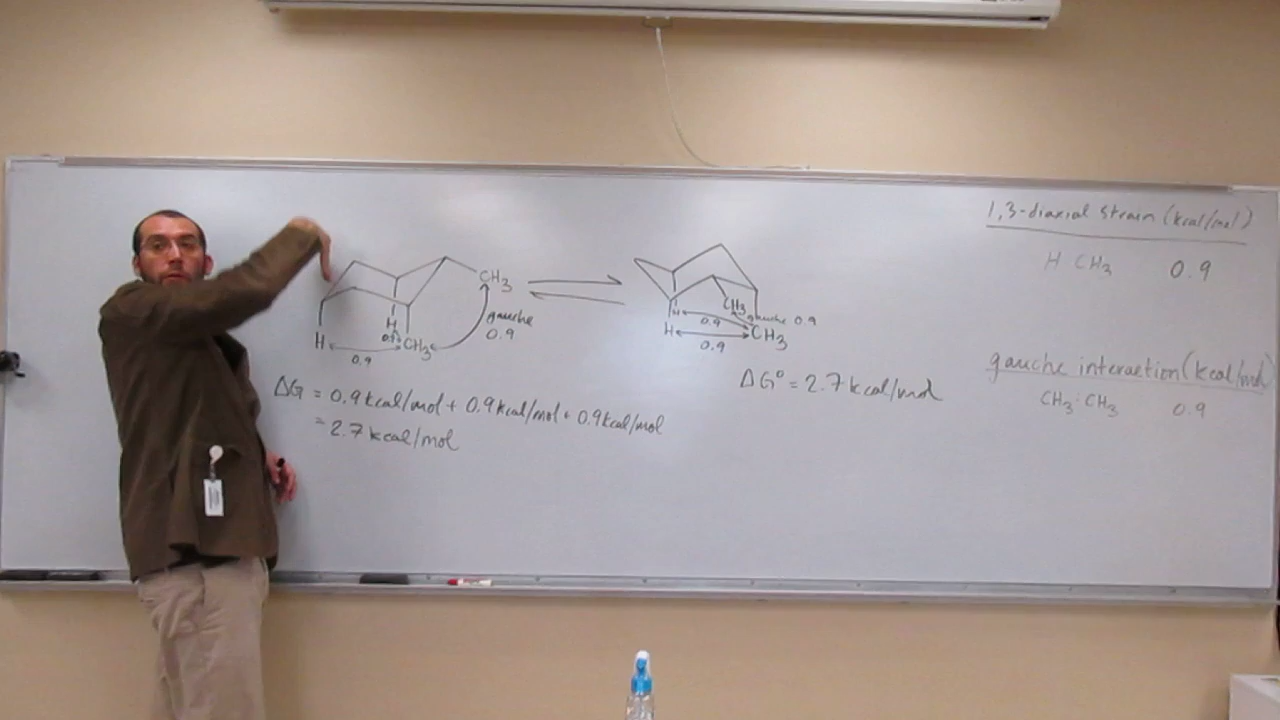 1,3-diaxial strain (kcal/mol)
H CH₃ 0.9
gauche interaction (kcal/mol)
CH₃ : CH₃ 0.9
CH₃
gauche
0.9
H
0.9
H CH₃
0.9
ΔG = 0.9 kcal/mol + 0.9 kcal/mol + 0.9 kcal/mol
= 2.7 kcal/mol
CH₃
H gauche 0.9
0.9
H CH₃
0.9
ΔG° = 2.7 kcal/mol